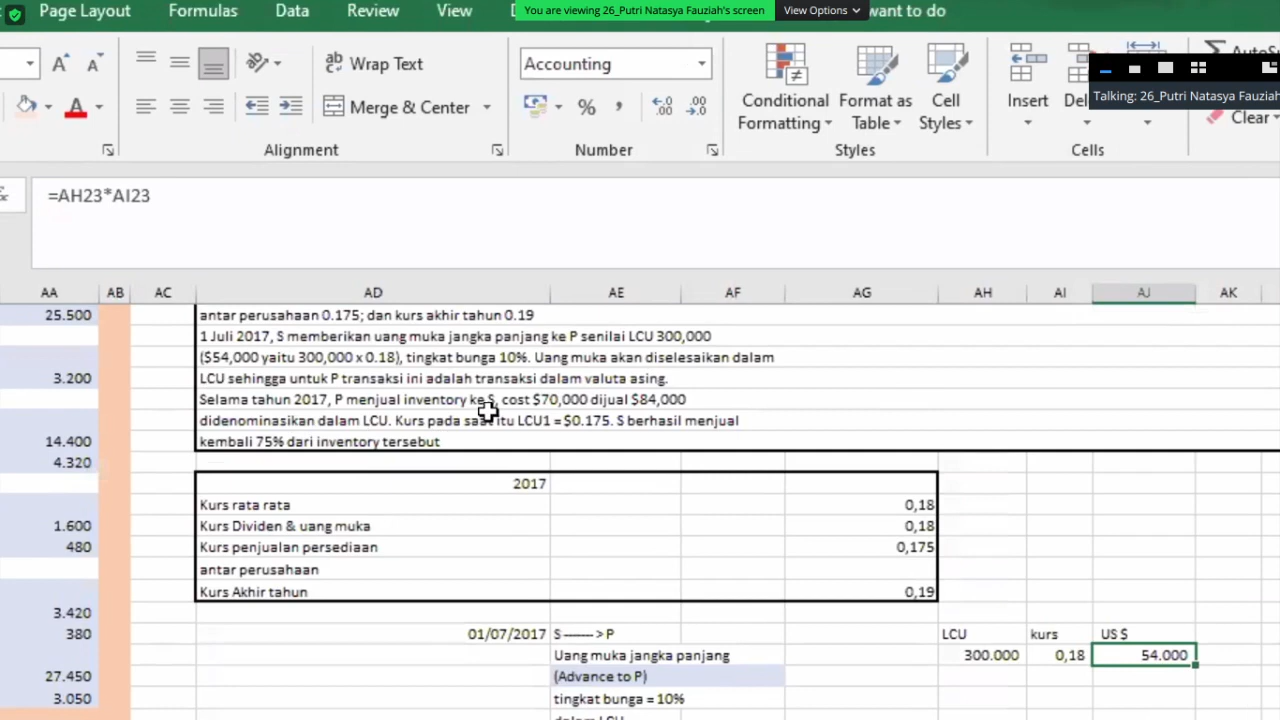 You are viewing 26_Putri Natasya Fauziah's screen View Options
Page Layout Formulas Data Review View want to do
Wrap Text
Accounting
Talking: 26_Putri Natasya Fauziah
Merge & Center
Conditional Formatting
Format as Table
Cell Styles
Insert
Clear
Alignment Number Styles Cells
=AH23*AI23
AA AB AC AD AE AF AG AH AI AJ AK
25.500 antar perusahaan 0.175; dan kurs akhir tahun 0.19
1 Juli 2017, S memberikan uang muka jangka panjang ke P senilai LCU 300,000
($54,000 yaitu 300,000 x 0.18), tingkat bunga 10%. Uang muka akan diselesaikan dalam
3.200 LCU sehingga untuk P transaksi ini adalah transaksi dalam valuta asing.
Selama tahun 2017, P menjual inventory ke S, cost $70,000 dijual $84,000
didenominasikan dalam LCU. Kurs pada saat itu LCU1 = $0.175. S berhasil menjual
14.400 kembali 75% dari inventory tersebut
4.320
2017
Kurs rata rata 0,18
1.600 Kurs Dividen & uang muka 0,18
480 Kurs penjualan persediaan 0,175
antar perusahaan
Kurs Akhir tahun 0,19
3.420
380 01/07/2017 S ------- > P LCU kurs US $
Uang muka jangka panjang 300.000 0,18 54.000
27.450 (Advance to P)
3.050 tingkat bunga = 10%
dalam LCU